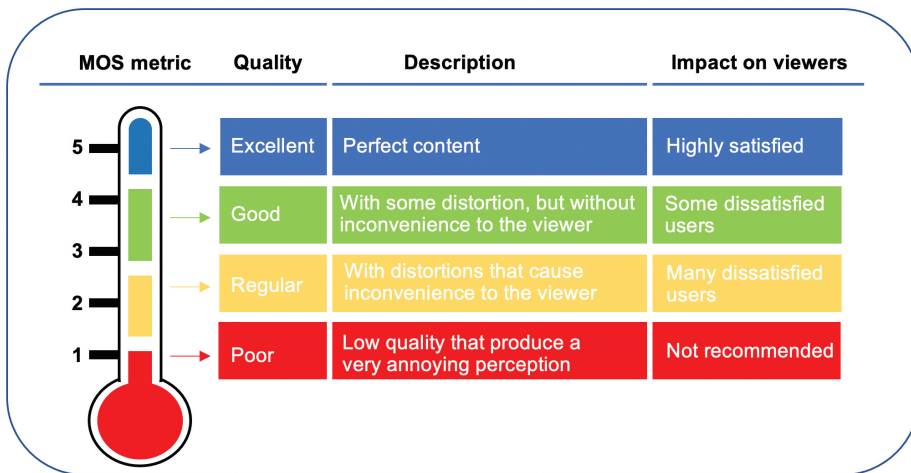 MOS metric Quality Description Impact on viewers
5 Excellent Perfect content Highly satisfied
4
Good
With some distortion, but without
inconvenience to the viewer
Some dissatisfied
users
3
Regular
With distortions that cause
inconvenience to the viewer
Many dissatisfied
users
2
1
Poor
Low quality that produce a
very annoying perception
Not recommended